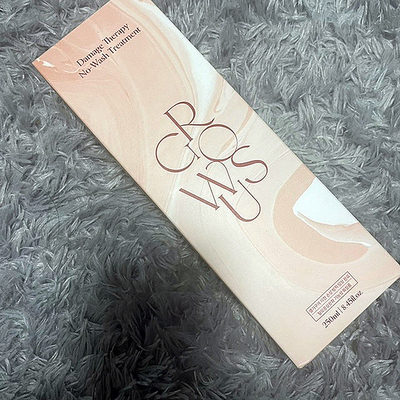 Damage Therapy
No Wash Treatment
GROWUS
250ml / 8.45fl.oz